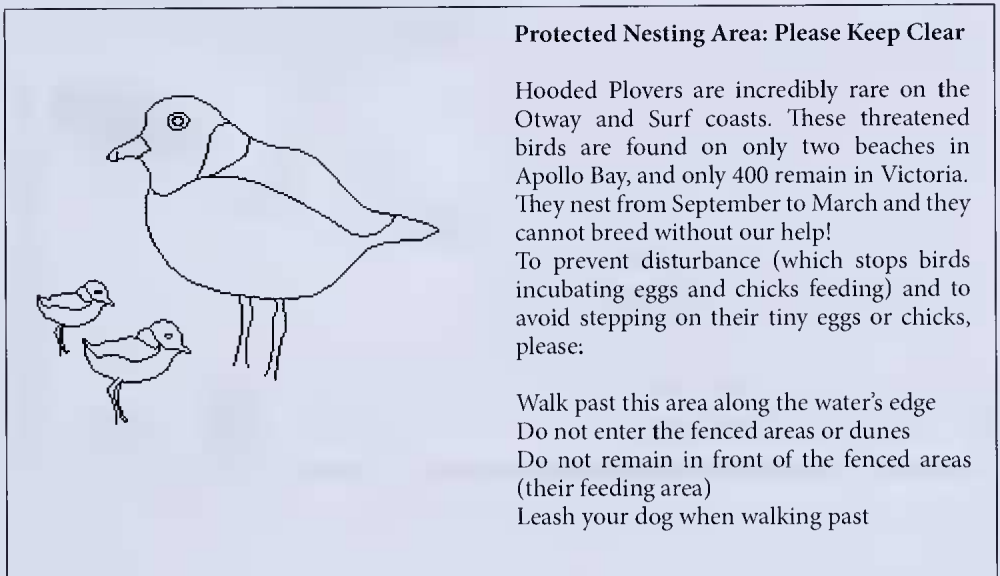 Protected Nesting Area: Please Keep Clear
Hooded Plovers are incredibly rare on the
Otway and Surf coasts. These threatened
birds are found on only two beaches in
Apollo Bay, and only 400 remain in Victoria.
They nest from September to March and they
cannot breed without our help!
To prevent disturbance (which stops birds
incubating eggs and chicks feeding) and to
avoid stepping on their tiny eggs or chicks,
please:
Walk past this area along the water's edge
Do not enter the fenced areas or dunes
Do not remain in front of the fenced areas
(their feeding area)
Leash your dog when walking past